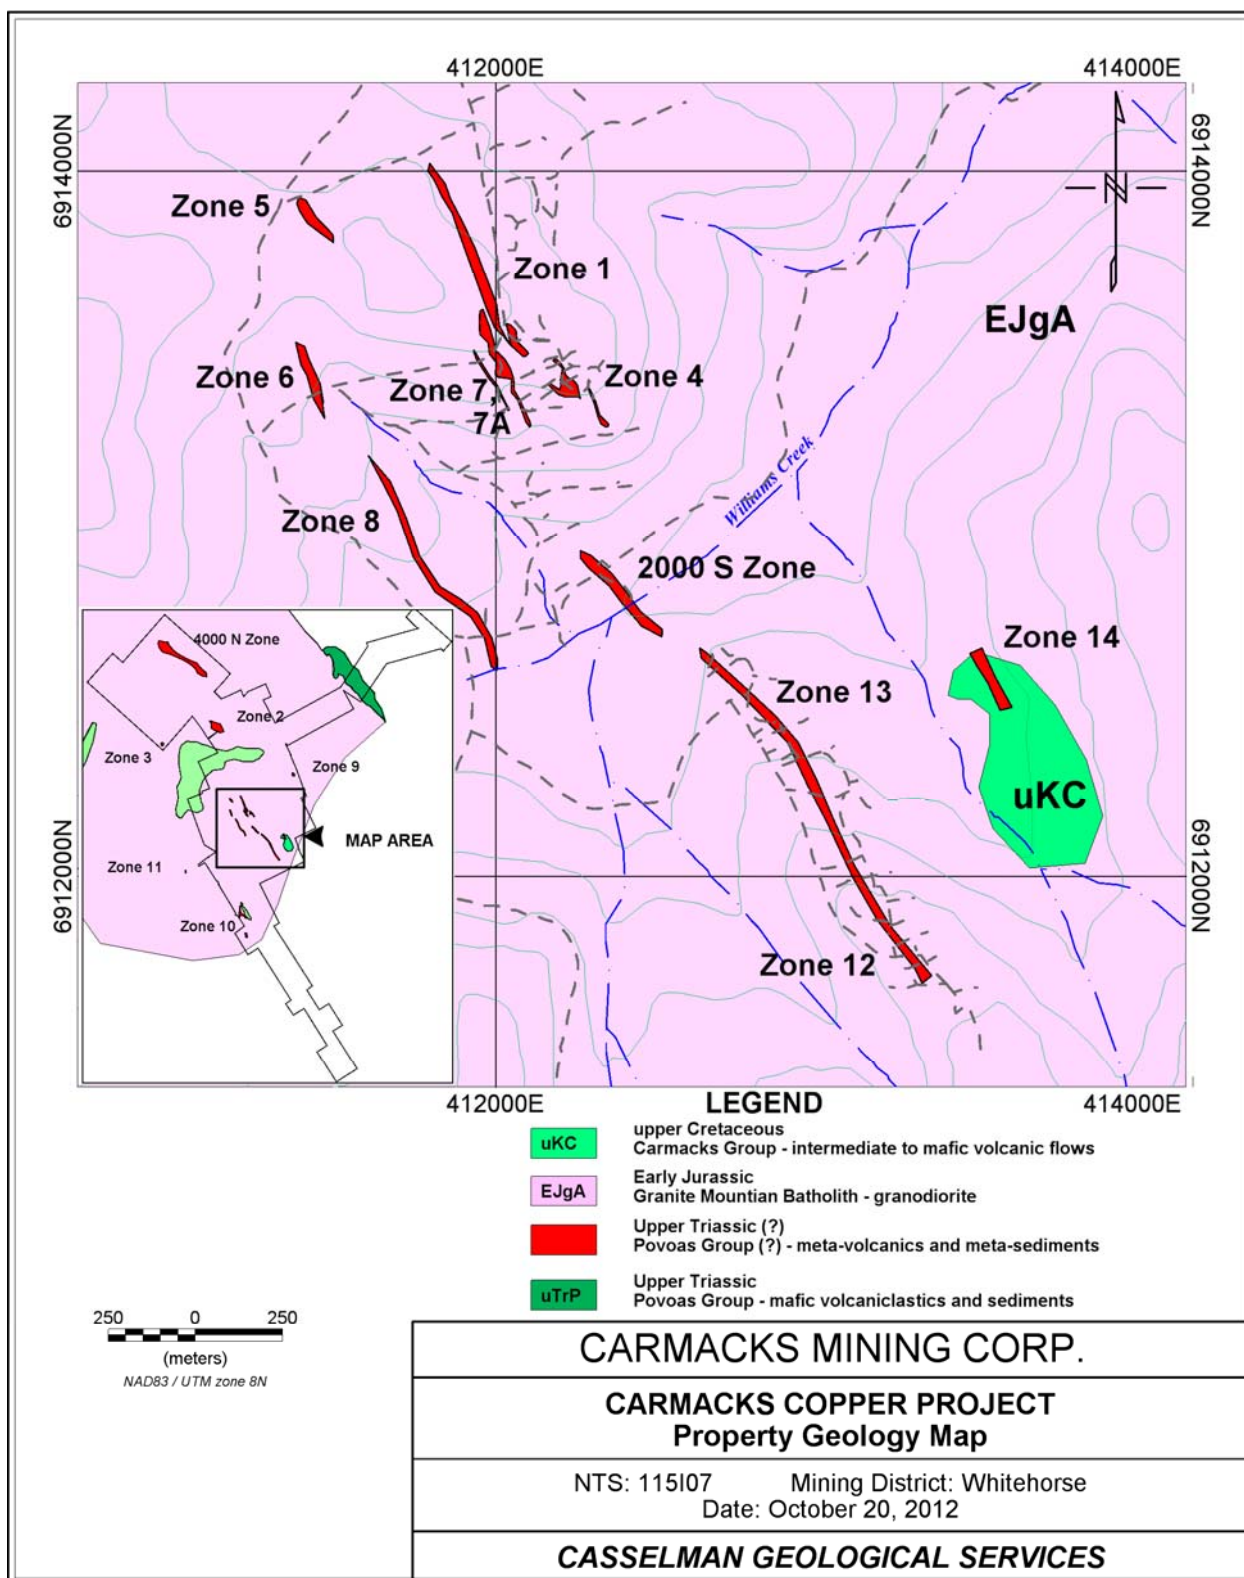 412000E
414000E
6914000N
6914000N
Zone 5
Zone 1
EJgA
Zone 6
Zone 7,
7A
Zone 4
Zone 8
Williams Creek
2000 S Zone
Zone 14
Zone 13
uKC
Zone 12
6912000N
6912000N
4000 N Zone
Zone 2
Zone 3
Zone 9
MAP AREA
Zone 11
Zone 10
412000E
414000E
N
LEGEND
uKC
upper Cretaceous
Carmacks Group - intermediate to mafic volcanic flows
EJgA
Early Jurassic
Granite Mountian Batholith - granodiorite
Upper Triassic (?)
Povoas Group (?) - meta-volcanics and meta-sediments
uTrP
Upper Triassic
Povoas Group - mafic volcaniclastics and sediments
250 0 250
(meters)
NAD83 / UTM zone 8N
CARMACKS MINING CORP.
CARMACKS COPPER PROJECT
Property Geology Map
NTS: 115I07 Mining District: Whitehorse
Date: October 20, 2012
CASSELMAN GEOLOGICAL SERVICES